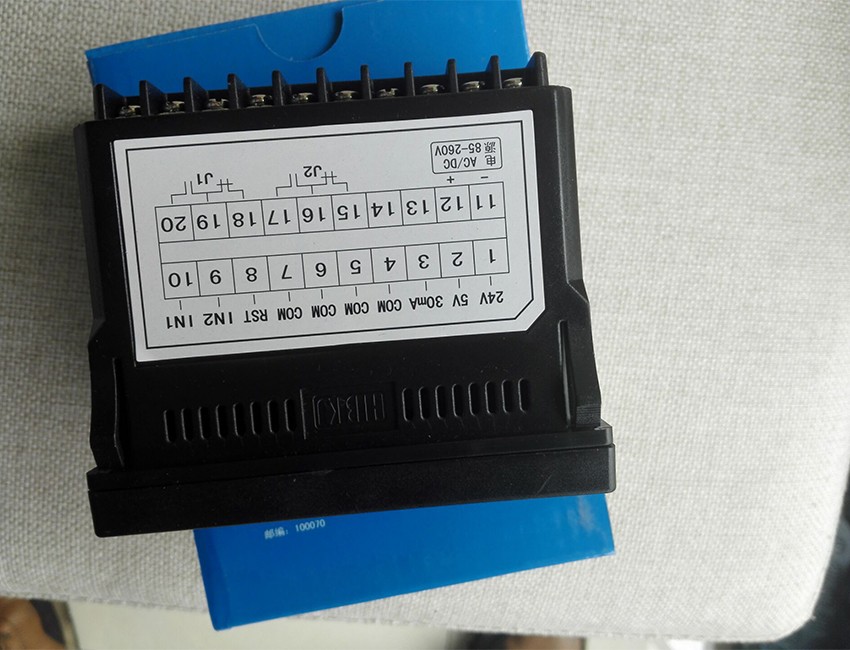 24V 5V 30mA COM COM COM COM RST IN2 IN1
1 2 3 4 5 6 7 8 9 10
11 12 13 14 15 16 17 18 19 20
− +
J2 J1
电 AC/DC
源 85-260V
HBKJ
邮编：100070